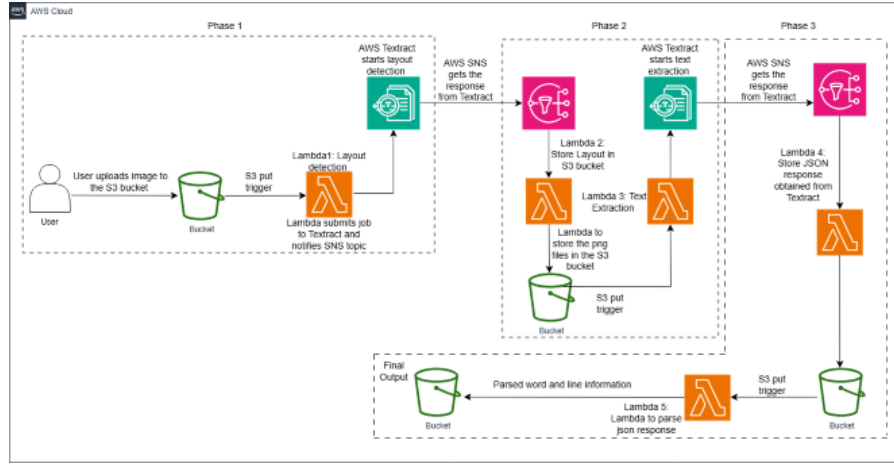 aws
AWS Cloud
Phase 1
Phase 2
Phase 3
AWS Textract
starts layout
detection
AWS SNS
gets the
response
from Textract
AWS Textract
starts text
extraction
AWS SNS
gets the
response
from Textract
User uploads image to
the S3 bucket
User
Bucket
S3 put
trigger
Lambda1: Layout
detection
Lambda submits job
to Textract and
notifies SNS topic
Lambda 2:
Store Layout in
S3 bucket
Lambda 3: Text
Extraction
Lambda to
store the png
files in the S3
bucket
S3 put
trigger
Bucket
Lambda 4:
Store JSON
response
obtained from
Textract
Final
Output
Bucket
Parsed word and line information
Lambda 5:
Lambda to parse
json response
S3 put
trigger
Bucket